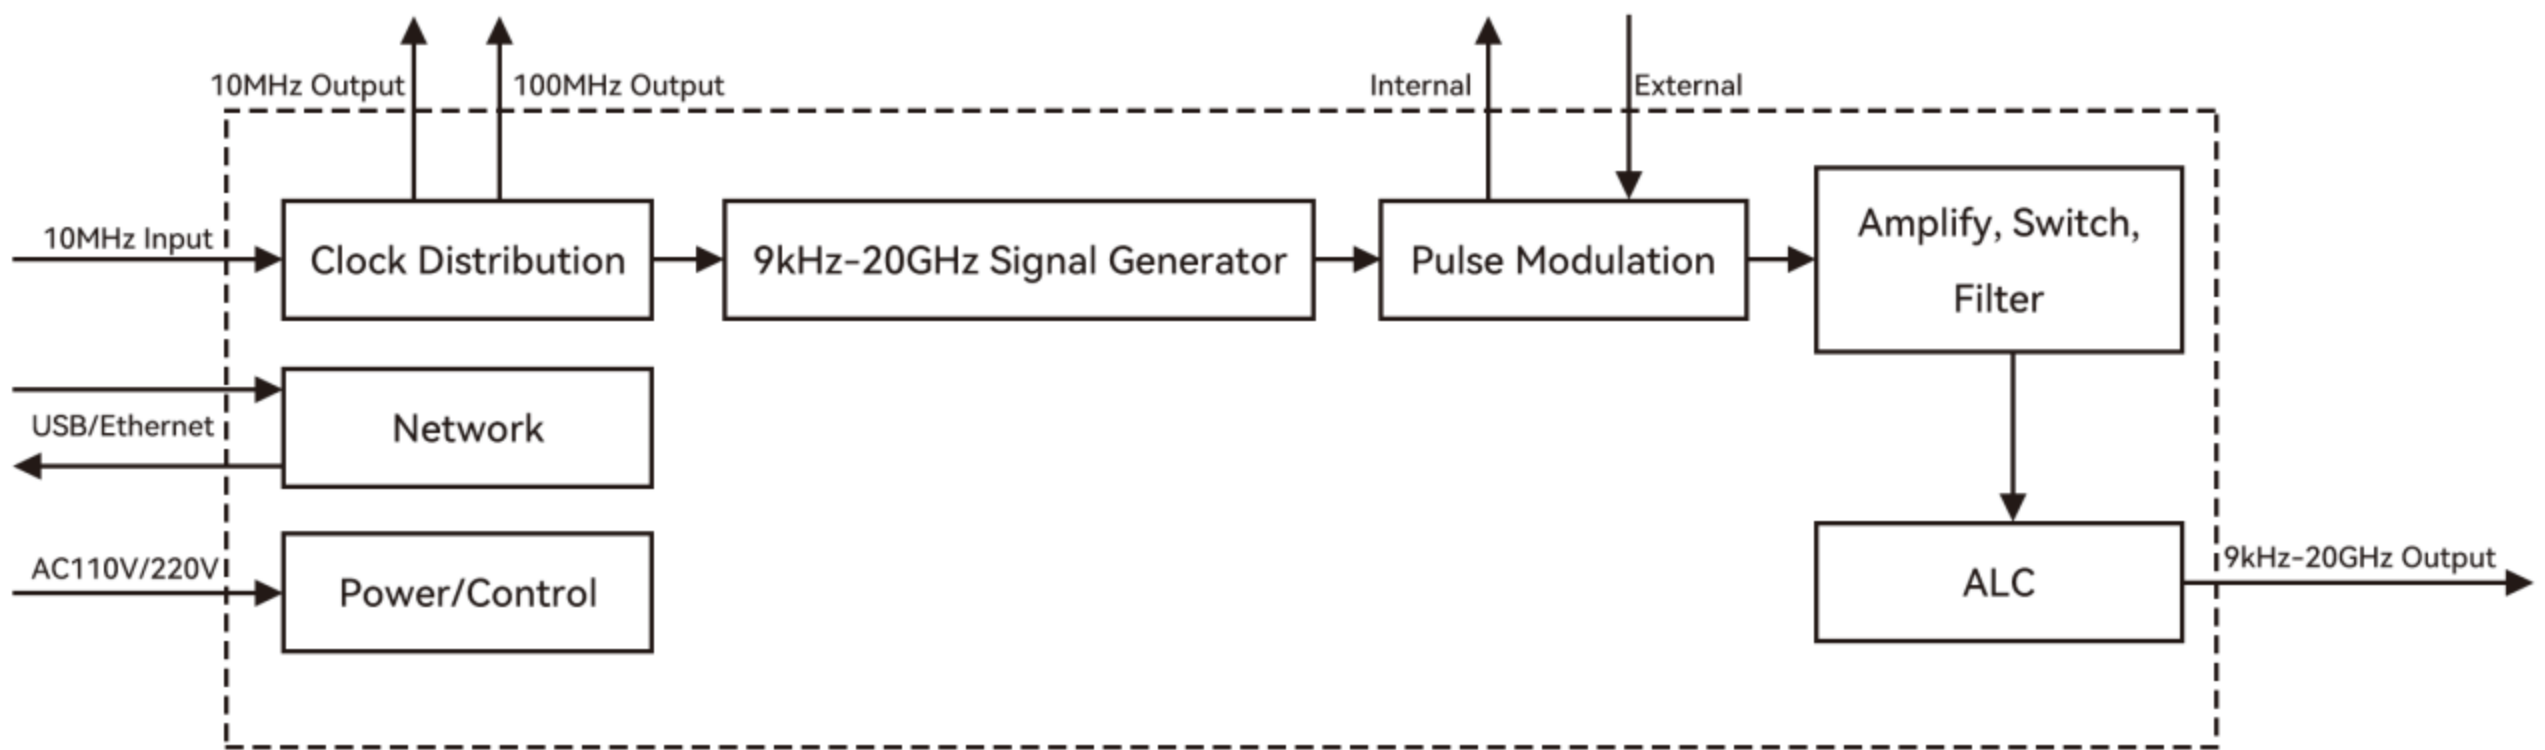 10MHz Output
100MHz Output
Internal
External
10MHz Input
Clock Distribution
9kHz-20GHz Signal Generator
Pulse Modulation
Amplify, Switch,
Filter
USB/Ethernet
Network
AC110V/220V
Power/Control
ALC
9kHz-20GHz Output